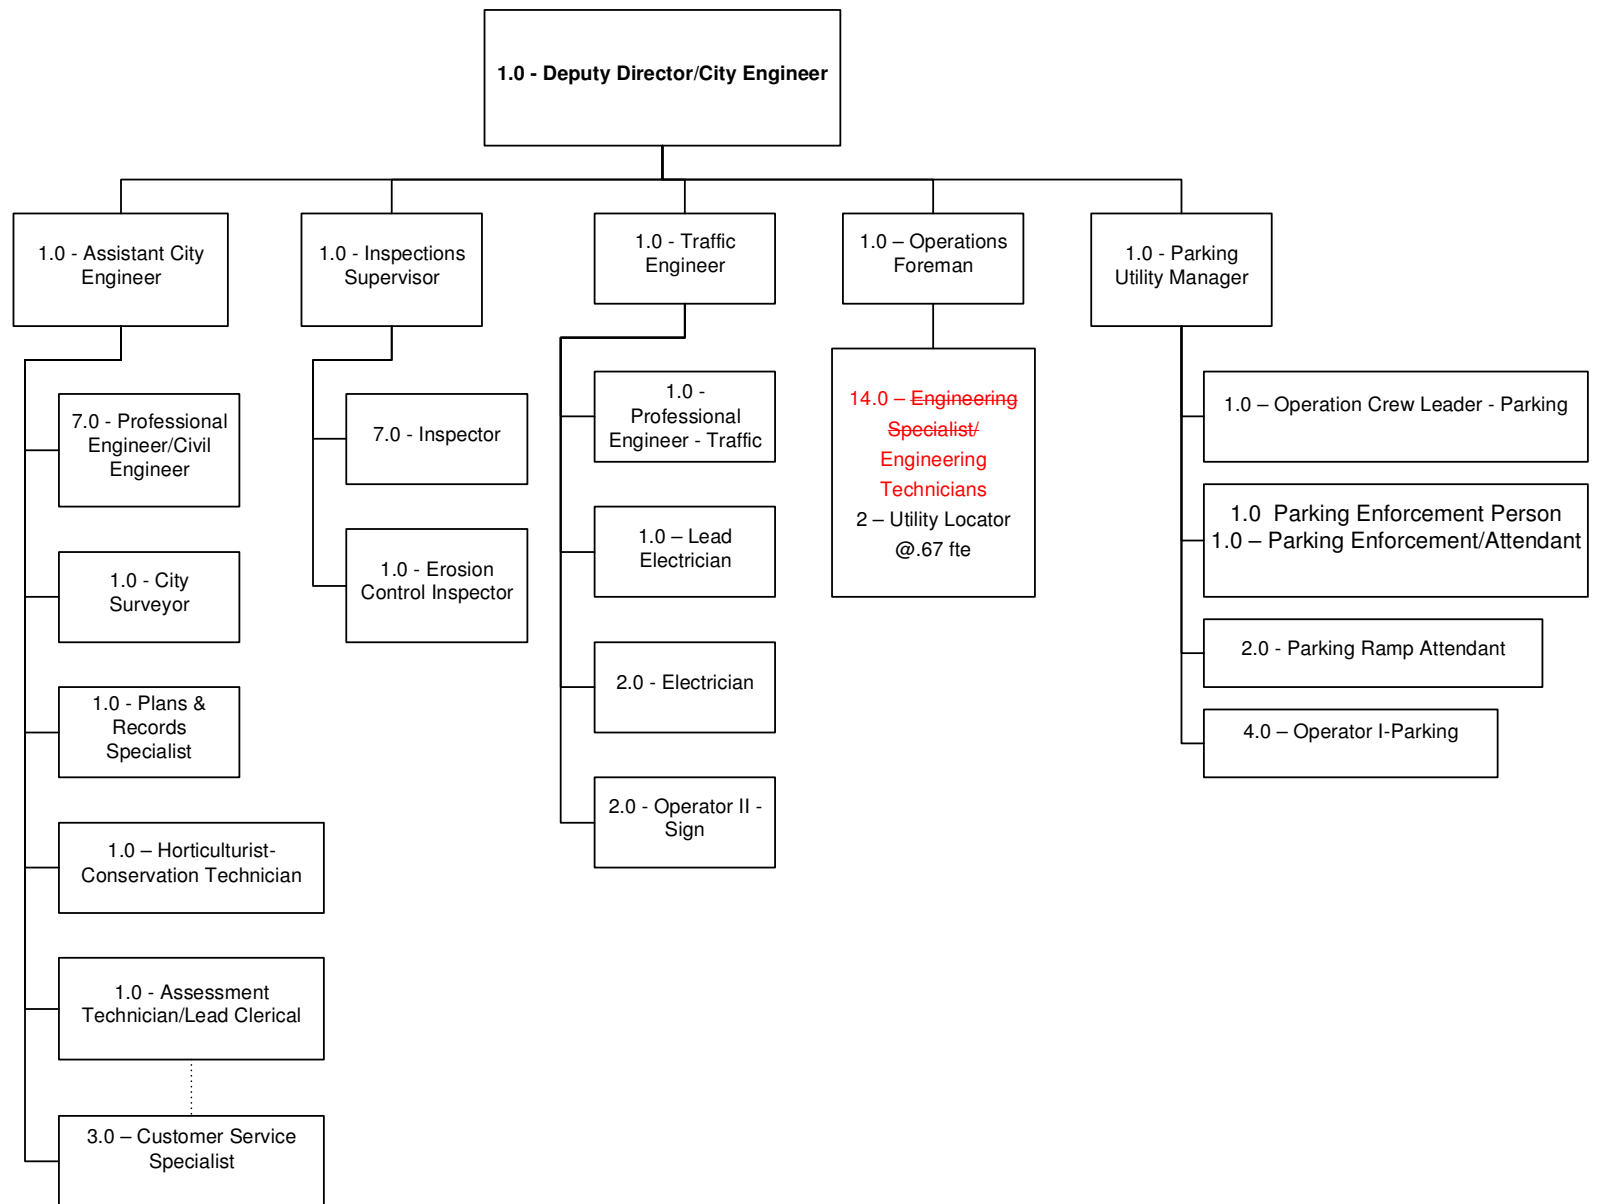 1.0 - Deputy Director/City Engineer
1.0 - Assistant City
Engineer
1.0 - Inspections
Supervisor
1.0 - Traffic
Engineer
1.0 – Operations
Foreman
1.0 - Parking
Utility Manager
7.0 - Professional
Engineer/Civil
Engineer
1.0 - City
Surveyor
1.0 - Plans &
Records
Specialist
1.0 – Horticulturist-
Conservation Technician
1.0 - Assessment
Technician/Lead Clerical
3.0 – Customer Service
Specialist
7.0 - Inspector
1.0 - Erosion
Control Inspector
1.0 -
Professional
Engineer - Traffic
1.0 – Lead
Electrician
2.0 - Electrician
2.0 - Operator II -
Sign
14.0 – Engineering
Specialist/
Engineering
Technicians
2 – Utility Locator
@.67 fte
1.0 – Operation Crew Leader - Parking
1.0  Parking Enforcement Person
1.0 – Parking Enforcement/Attendant
2.0 - Parking Ramp Attendant
4.0 – Operator I-Parking